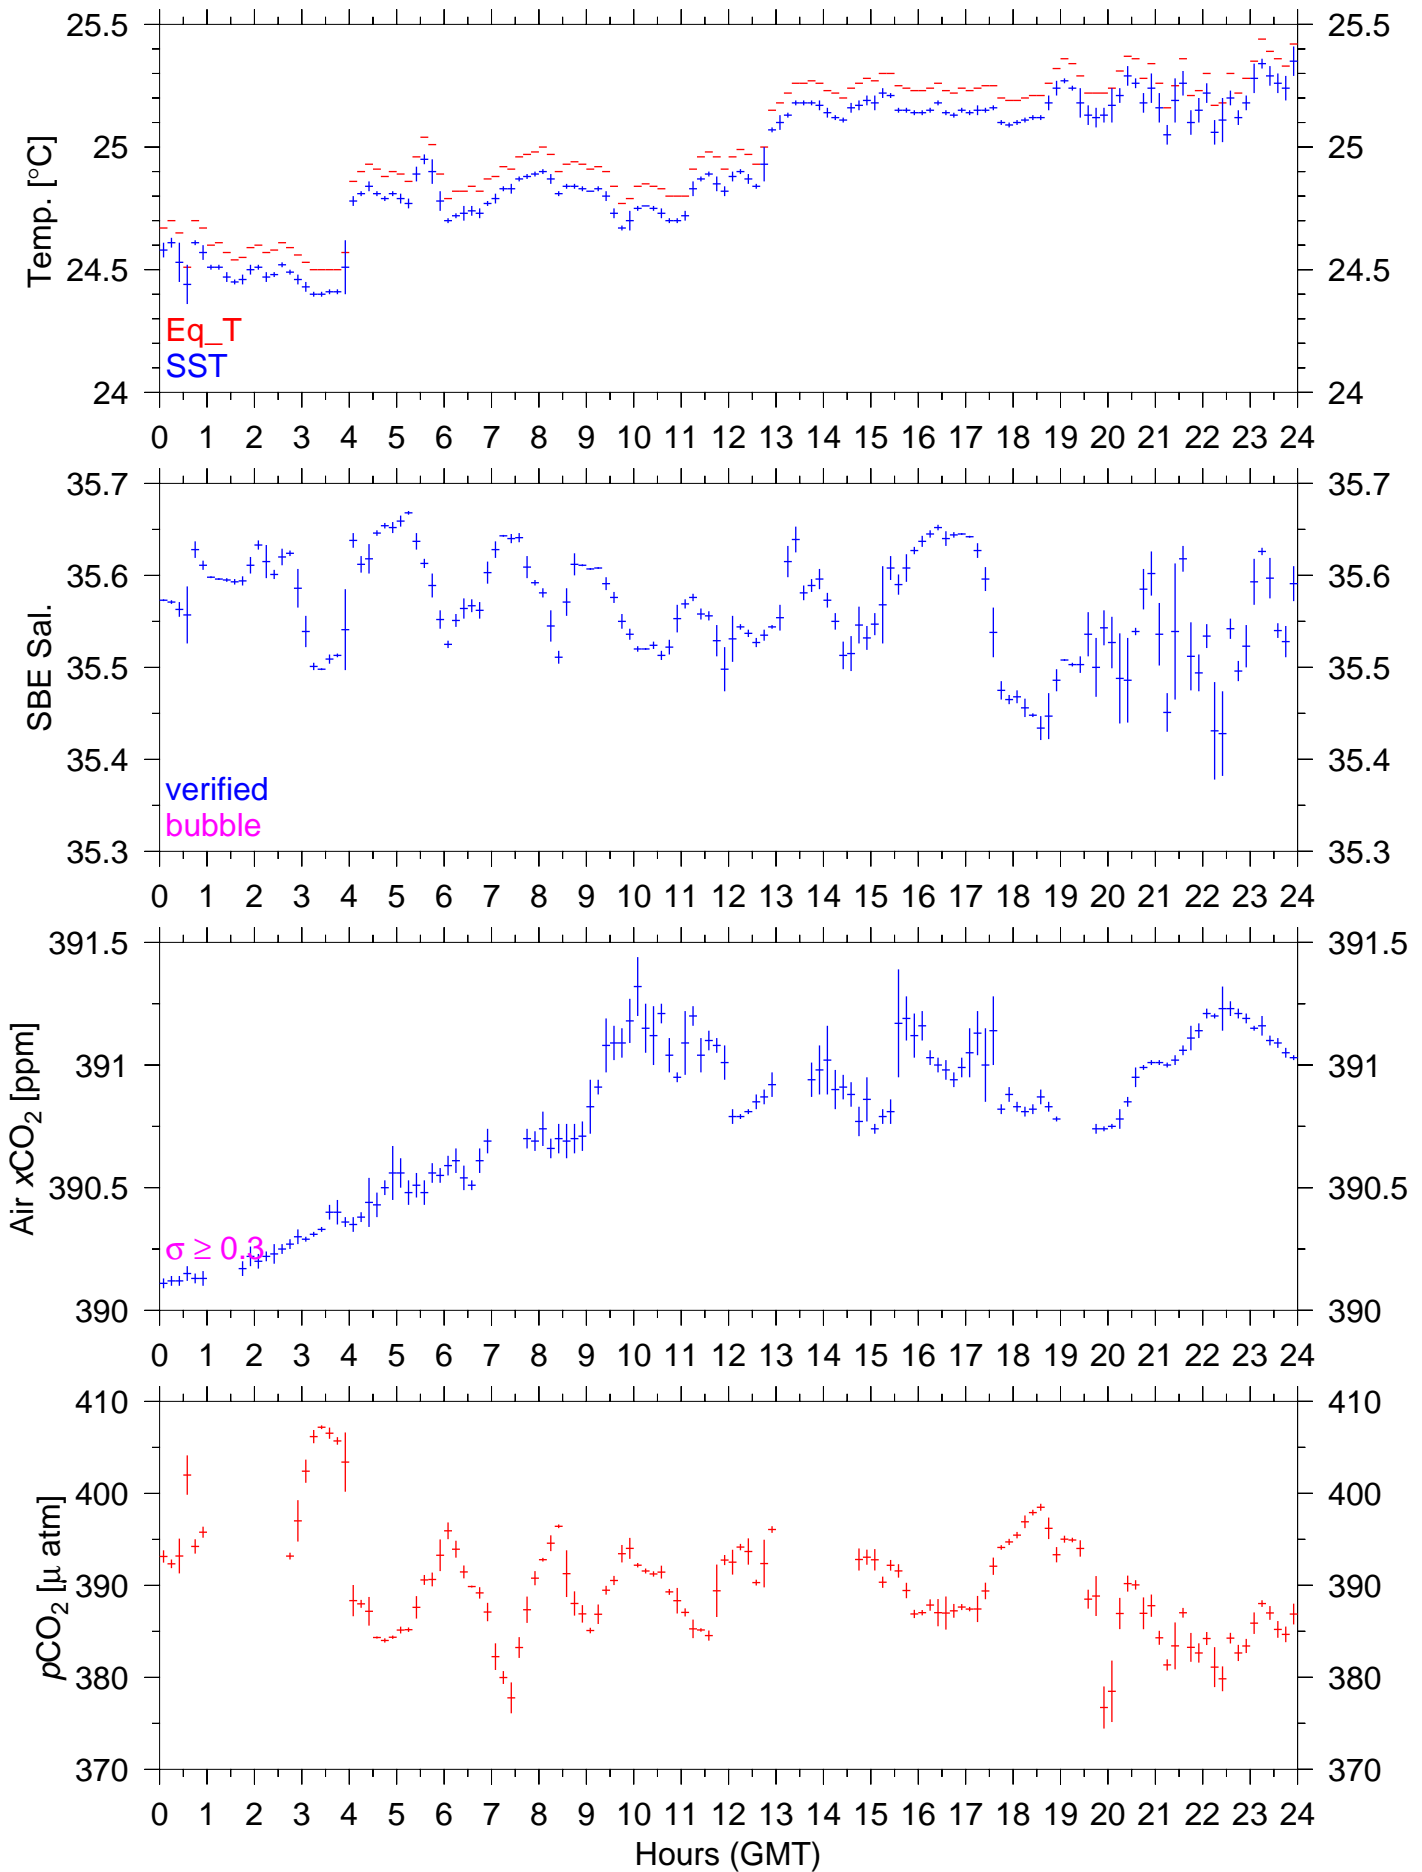 25.5 25.5
25 25
24.5 24.5
24 24
Temp. [°C]
Eq_T
SST
0 1 2 3 4 5 6 7 8 9 10 11 12 13 14 15 16 17 18 19 20 21 22 23 24
35.7 35.7
35.6 35.6
35.5 35.5
35.4 35.4
35.3 35.3
SBE Sal.
verified
bubble
0 1 2 3 4 5 6 7 8 9 10 11 12 13 14 15 16 17 18 19 20 21 22 23 24
391.5 391.5
391 391
390.5 390.5
390 390
Air xCO₂ [ppm]
σ ≥ 0.3
0 1 2 3 4 5 6 7 8 9 10 11 12 13 14 15 16 17 18 19 20 21 22 23 24
410 410
400 400
390 390
380 380
370 370
pCO₂ [μ atm]
0 1 2 3 4 5 6 7 8 9 10 11 12 13 14 15 16 17 18 19 20 21 22 23 24
Hours (GMT)